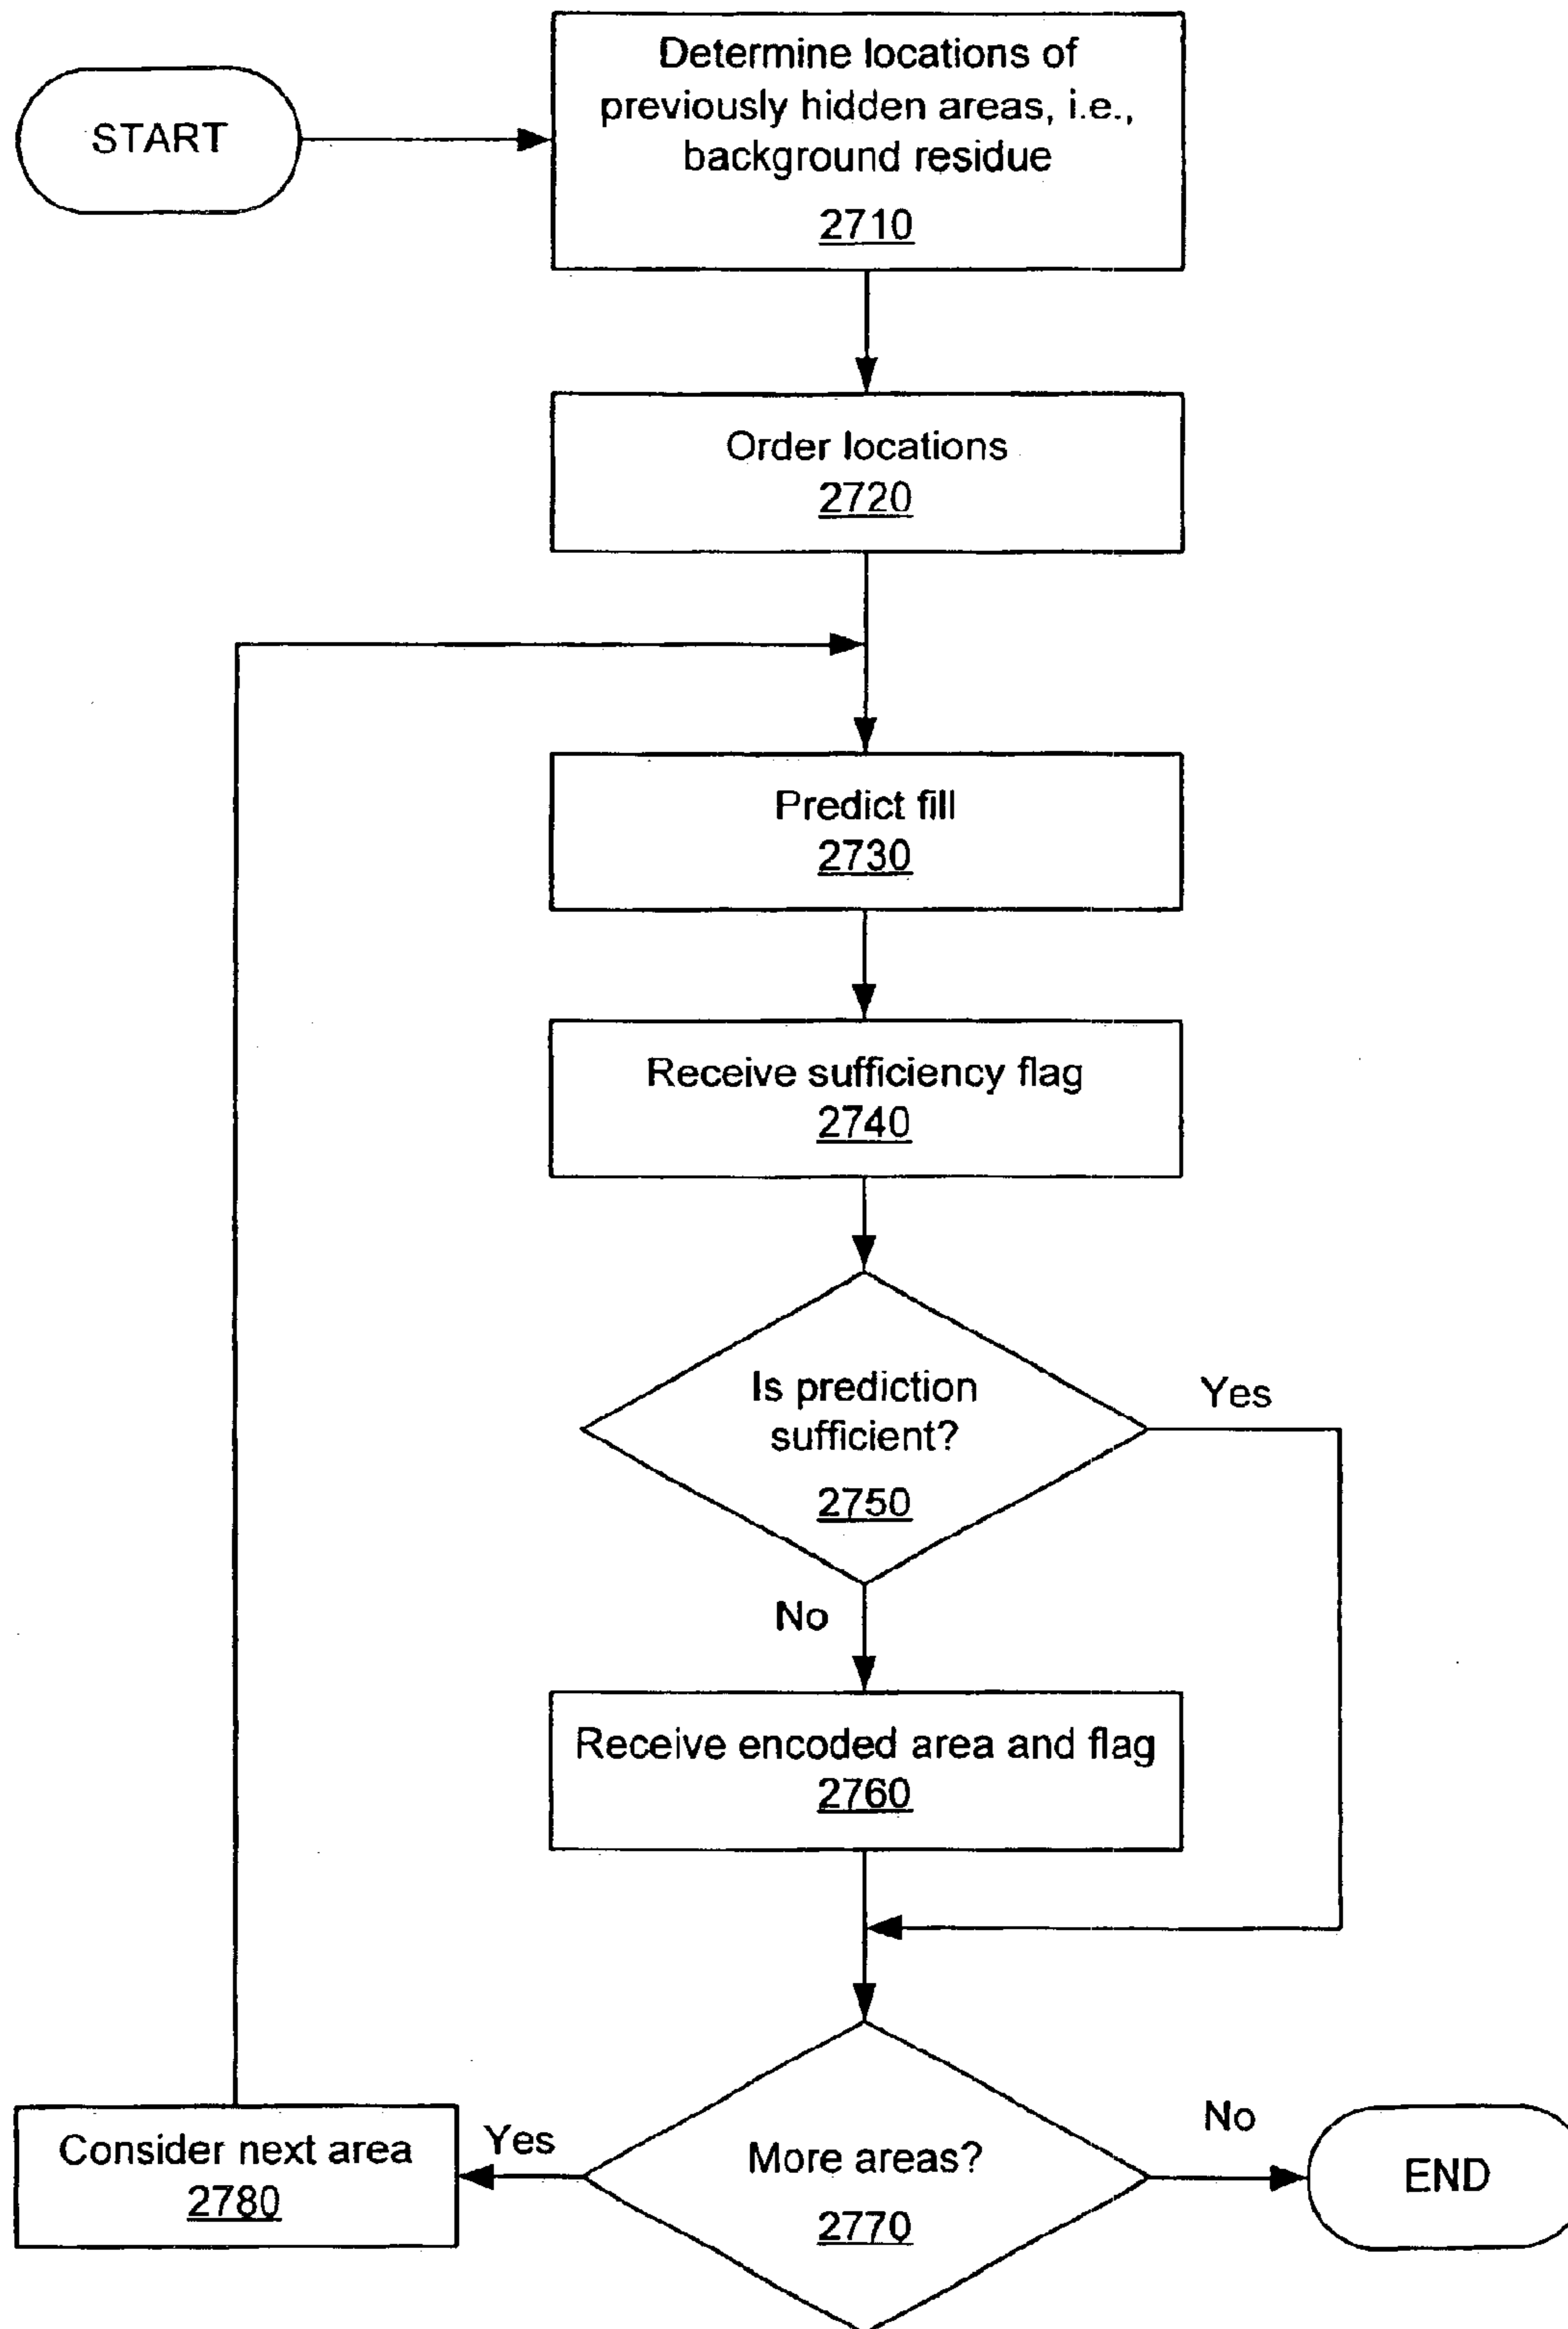 START
Determine locations of
previously hidden areas, i.e.,
background residue
2710
Order locations
2720
Predict fill
2730
Receive sufficiency flag
2740
Is prediction
sufficient?
2750
Yes
No
Receive encoded area and flag
2760
More areas?
2770
Yes
No
Consider next area
2780
END